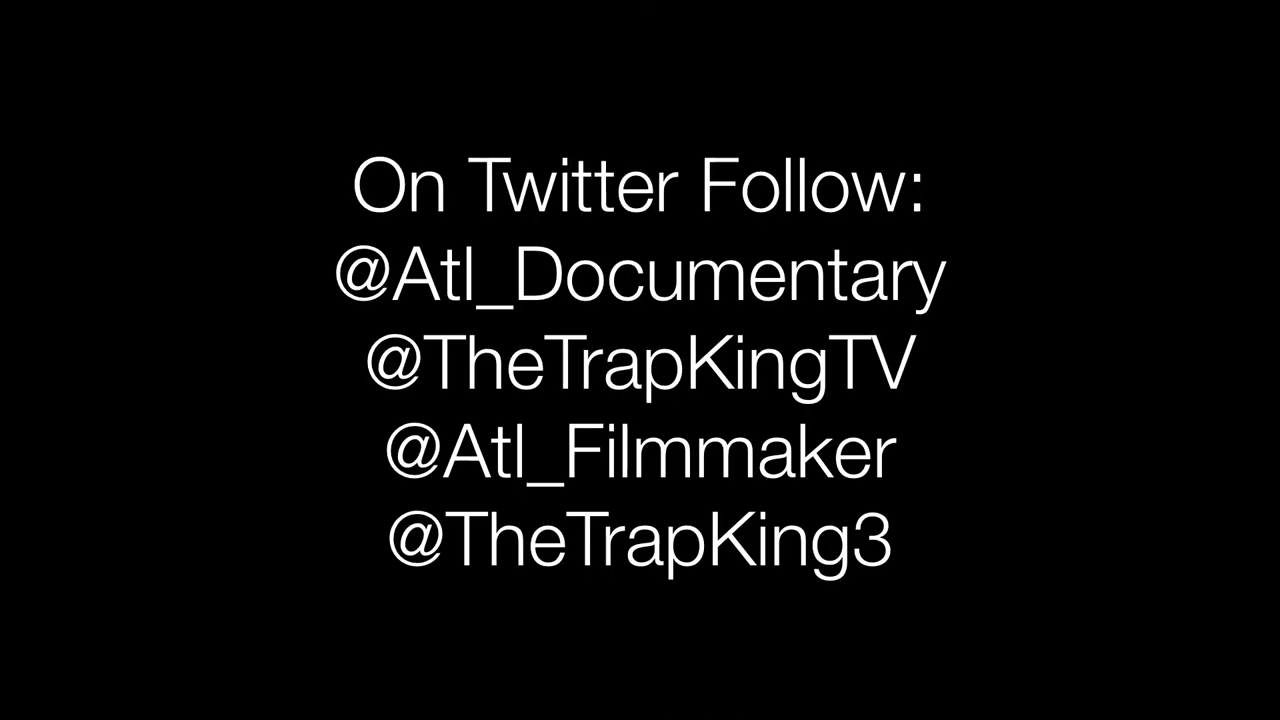 On Twitter Follow:
@Atl_Documentary
@TheTrapKingTV
@Atl_Filmmaker
@TheTrapKing3